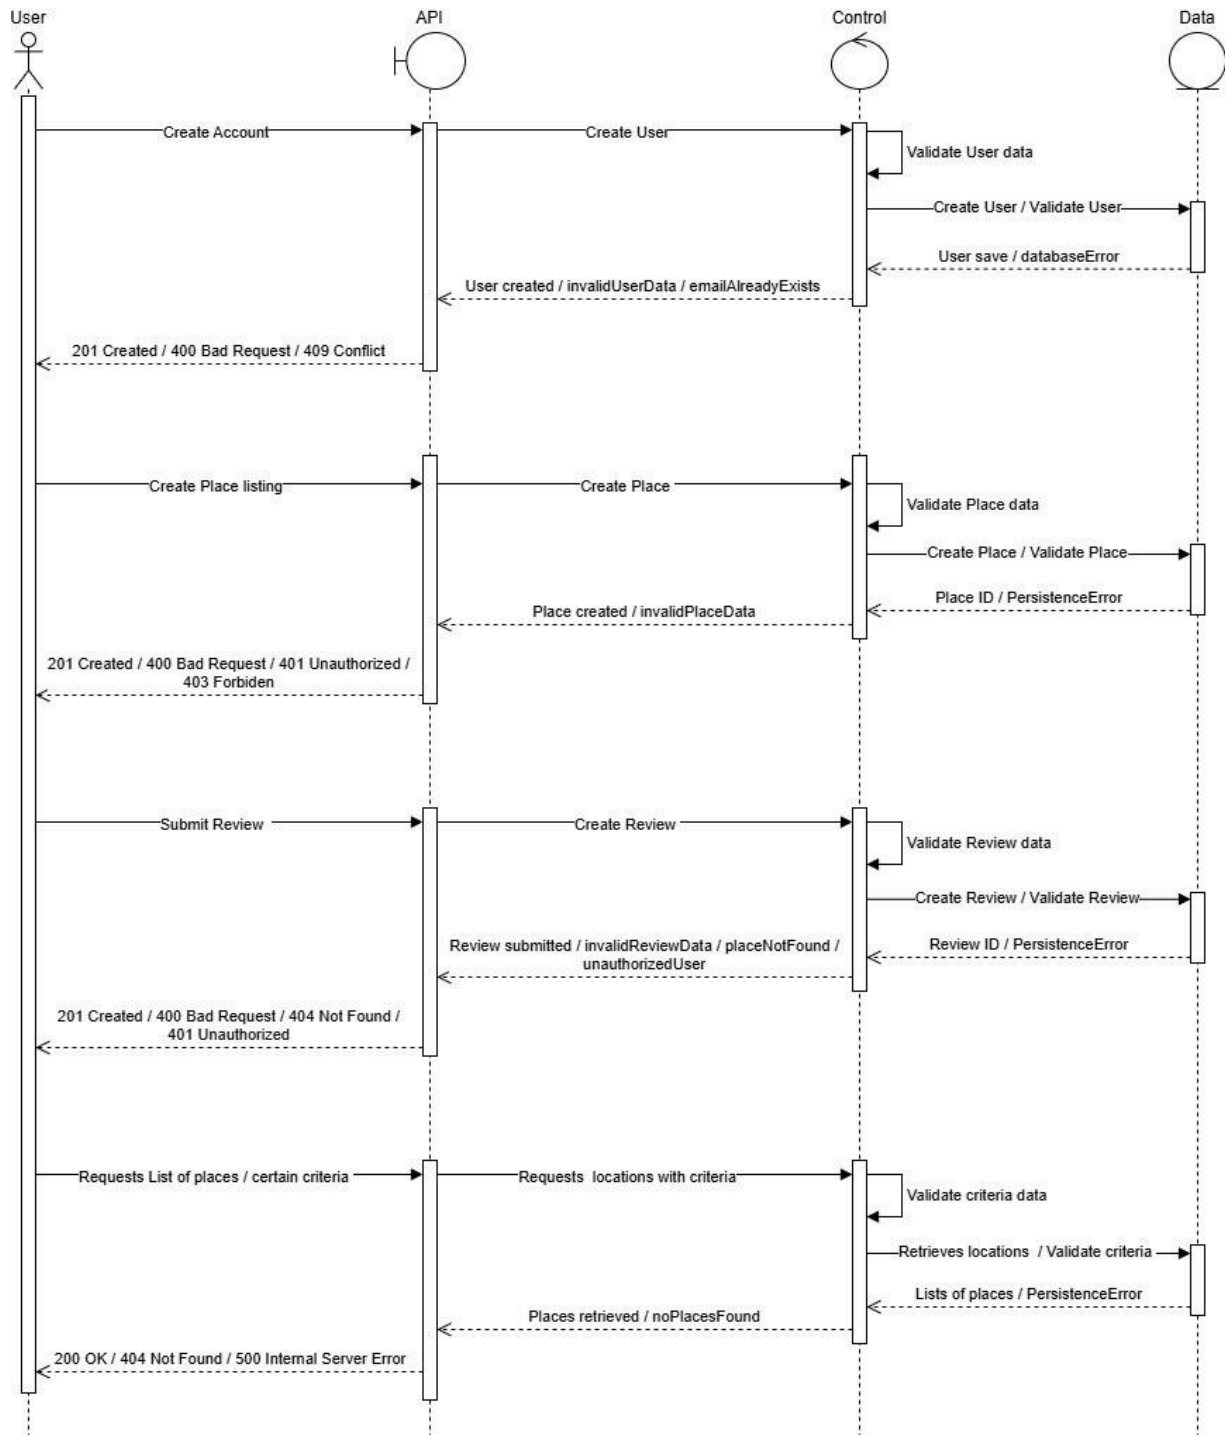 User
API
Control
Data
Create Account
Create User
Validate User data
Create User / Validate User
User save / databaseError
User created / invalidUserData / emailAlreadyExists
201 Created / 400 Bad Request / 409 Conflict
Create Place listing
Create Place
Validate Place data
Create Place / Validate Place
Place ID / PersistenceError
Place created / invalidPlaceData
201 Created / 400 Bad Request / 401 Unauthorized /
403 Forbiden
Submit Review
Create Review
Validate Review data
Create Review / Validate Review
Review ID / PersistenceError
Review submitted / invalidReviewData / placeNotFound /
unauthorizedUser
201 Created / 400 Bad Request / 404 Not Found /
401 Unauthorized
Requests List of places / certain criteria
Requests  locations with criteria
Validate criteria data
Retrieves locations  / Validate criteria
Lists of places / PersistenceError
Places retrieved / noPlacesFound
200 OK / 404 Not Found / 500 Internal Server Error